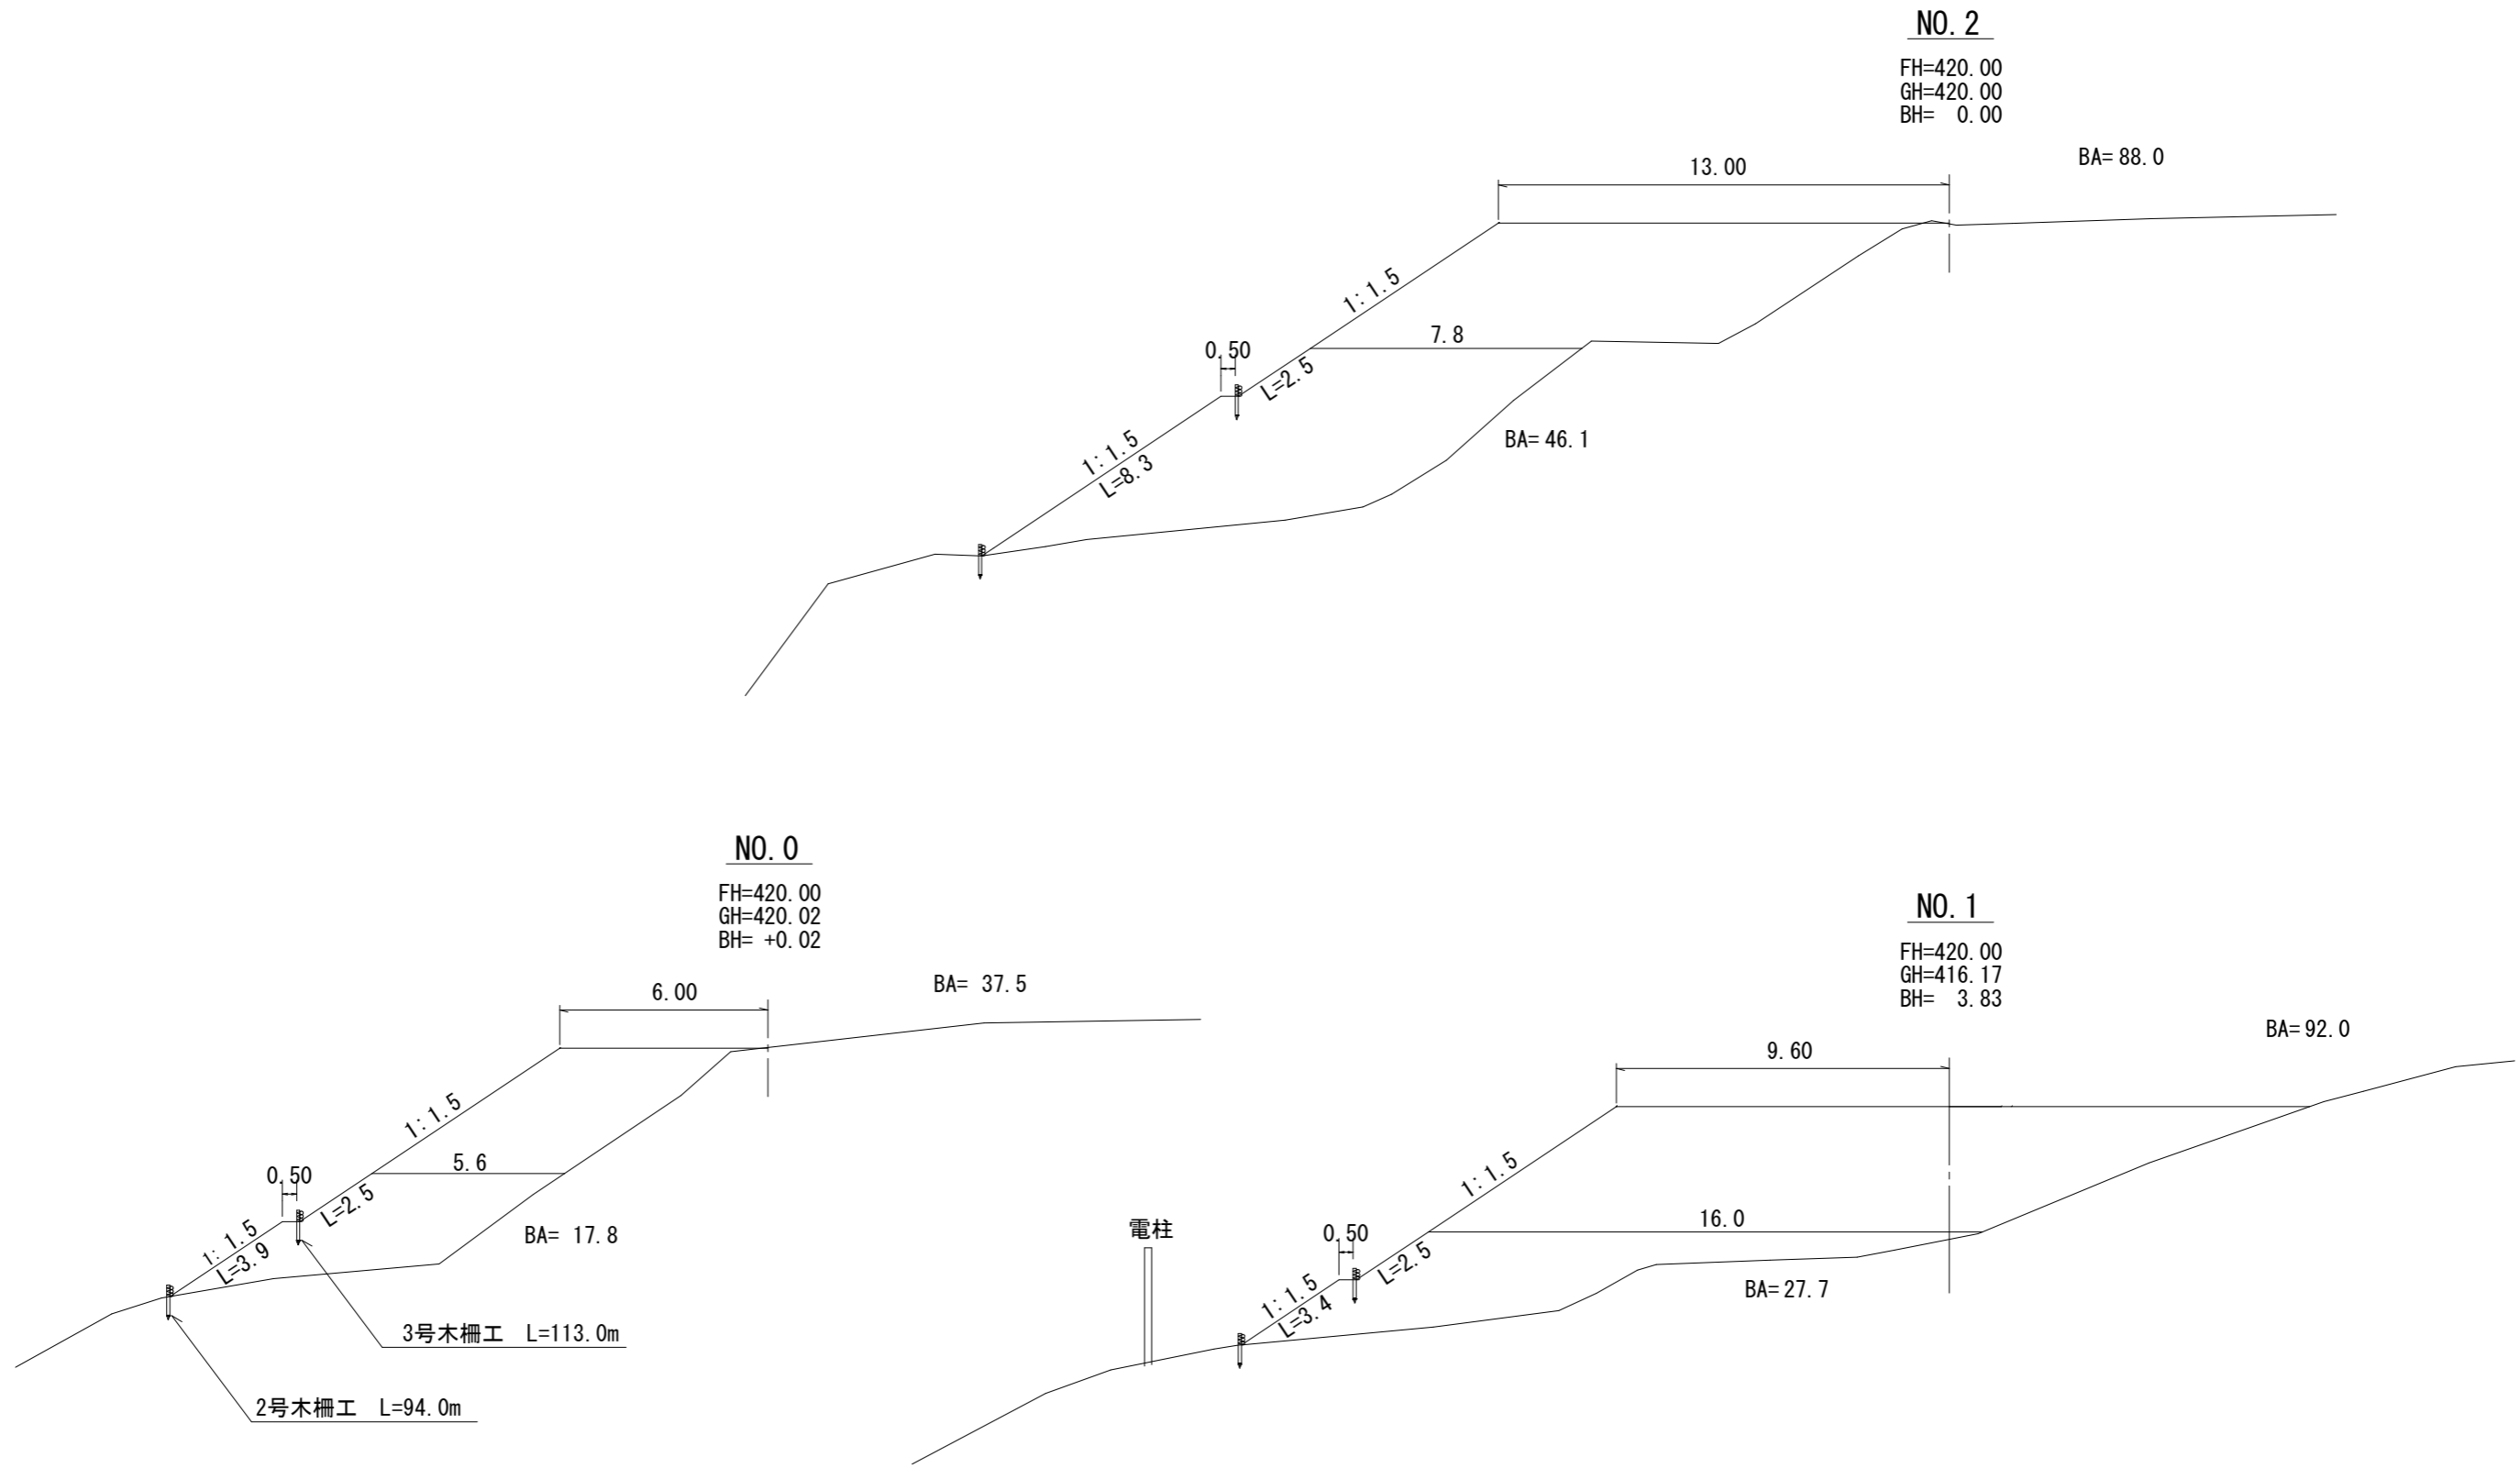 NO.2
FH=420.00
GH=420.00
BH= 0.00
BA=88.0
13.00
1:1.5
7.8
0.50
L=2.5
BA=46.1
1:1.5
L=8.3
NO.0
FH=420.00
GH=420.02
BH= +0.02
BA= 37.5
6.00
1:1.5
5.6
0.50
L=2.5
BA= 17.8
1:1.5
L=3.9
3号木柵工 L=113.0m
2号木柵工 L=94.0m
NO.1
FH=420.00
GH=416.17
BH= 3.83
BA=92.0
9.60
1:1.5
16.0
電柱
0.50
L=2.5
BA=27.7
1:1.5
L=3.4